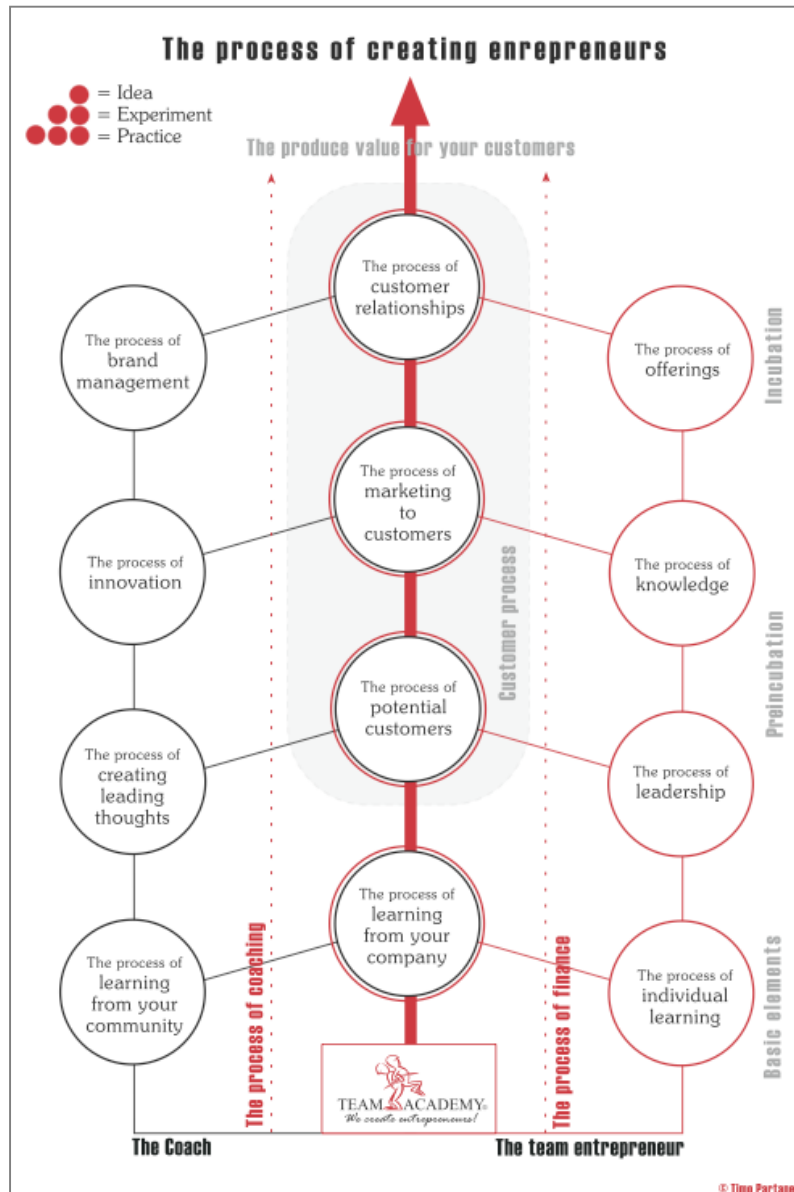 The process of creating enrepreneurs
= Idea
= Experiment
= Practice
The produce value for your customers
The process of
customer
relationships
The process of
brand
management
The process of
offerings
Incubation
The process of
marketing
to
customers
The process of
innovation
The process of
knowledge
Customer process
Preincubation
The process of
potential
customers
The process of
creating
leading
thoughts
The process of
leadership
The process of
learning
from your
company
The process of
learning
from your
community
The process of coaching
The process of finance
The process of
individual
learning
Basic elements
TEAM ACADEMY®
We create entrepreneurs!
The Coach
The team entrepreneur
© Timo Partane